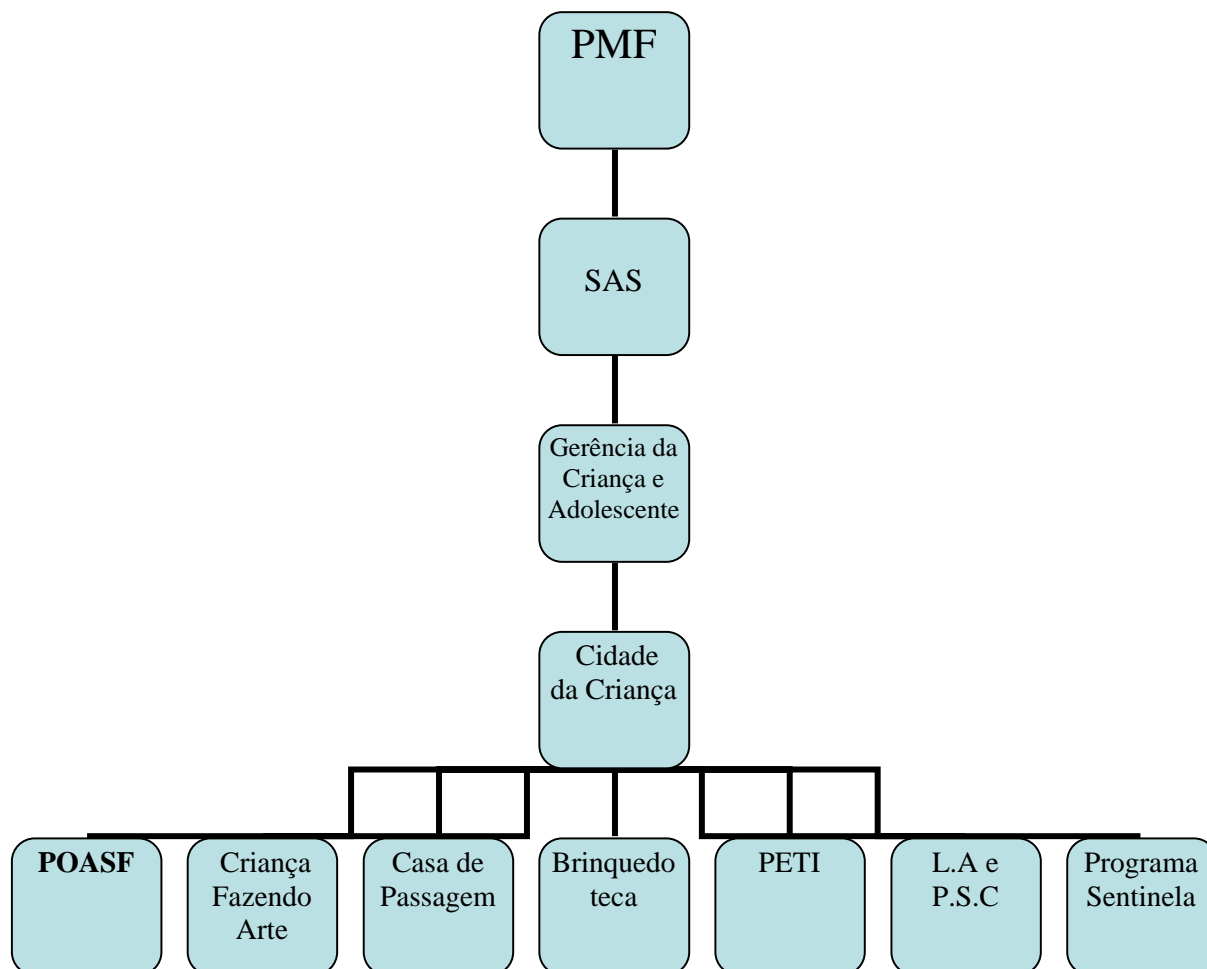 PMF
SAS
Gerência da
Criança e
Adolescente
Cidade
da Criança
POASF
Criança
Fazendo
Arte
Casa de
Passagem
Brinquedo
teca
PETI
L.A e
P.S.C
Programa
Sentinela